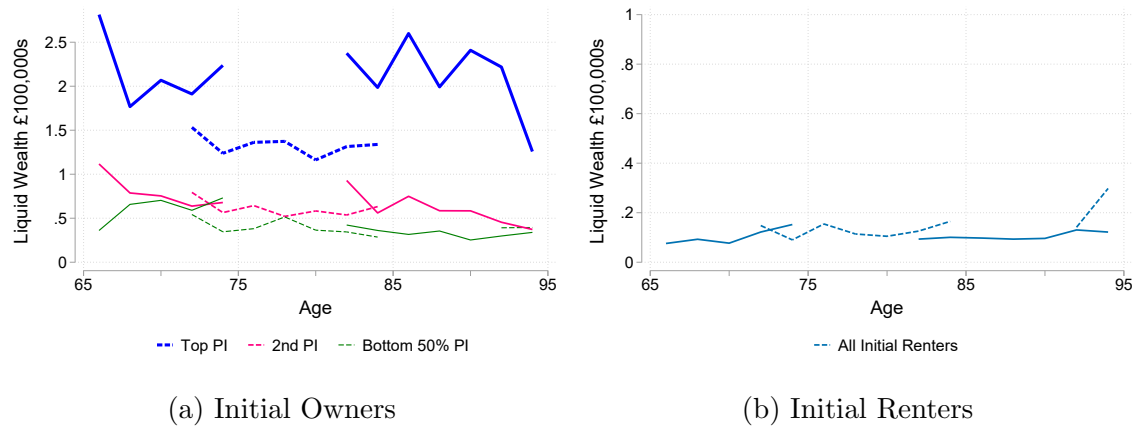 Liquid Wealth £100,000s
2.5
2
1.5
1
.5
0
65
75
85
95
Age
Top PI
2nd PI
Bottom 50% PI
(a) Initial Owners
Liquid Wealth £100,000s
1
.8
.6
.4
.2
0
65
75
85
95
Age
All Initial Renters
(b) Initial Renters